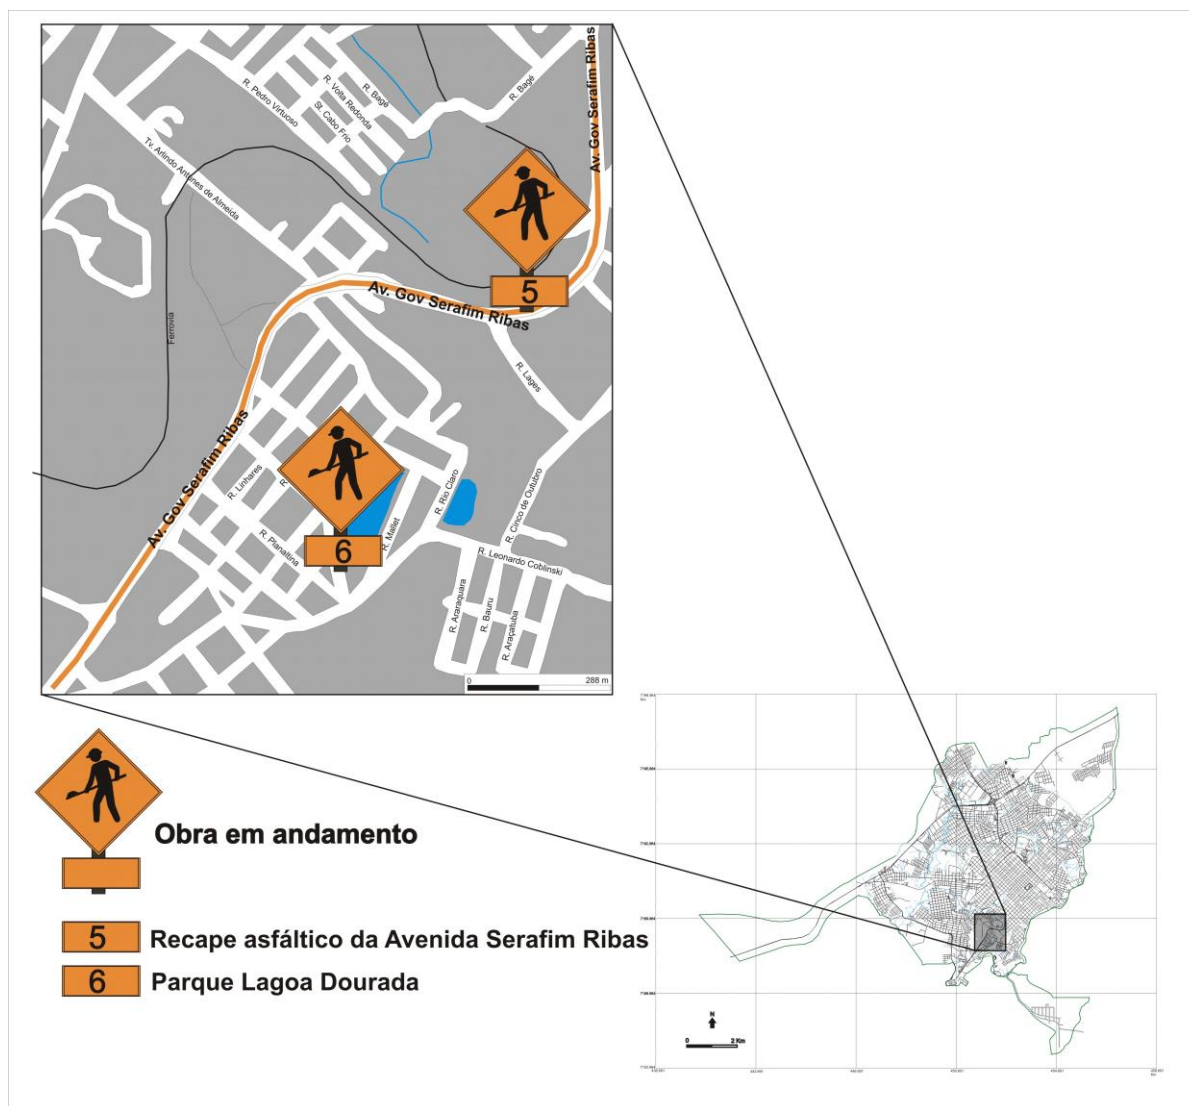 R. Bagé
R. Volta Redonda
St. Cabo Frio
R. Pedro Virtuoso
R. Bagé
Av. Gov Serafim Ribas
Tv. Arlindo Antunes de Almeida
5
Av. Gov Serafim Ribas
Ferrovia
R. Lages
Av. Gov Serafim Ribas
R. Linhares
R. Rio Claro
R. Cinco de Outubro
R. Mallet
6
R. Planaltina
R. Leonardo Coblinski
R. Araraquara
R. Bauru
R. Araçatuba
0 288 m
Obra em andamento
5 Recape asfáltico da Avenida Serafim Ribas
6 Parque Lagoa Dourada
N
0 2 Km